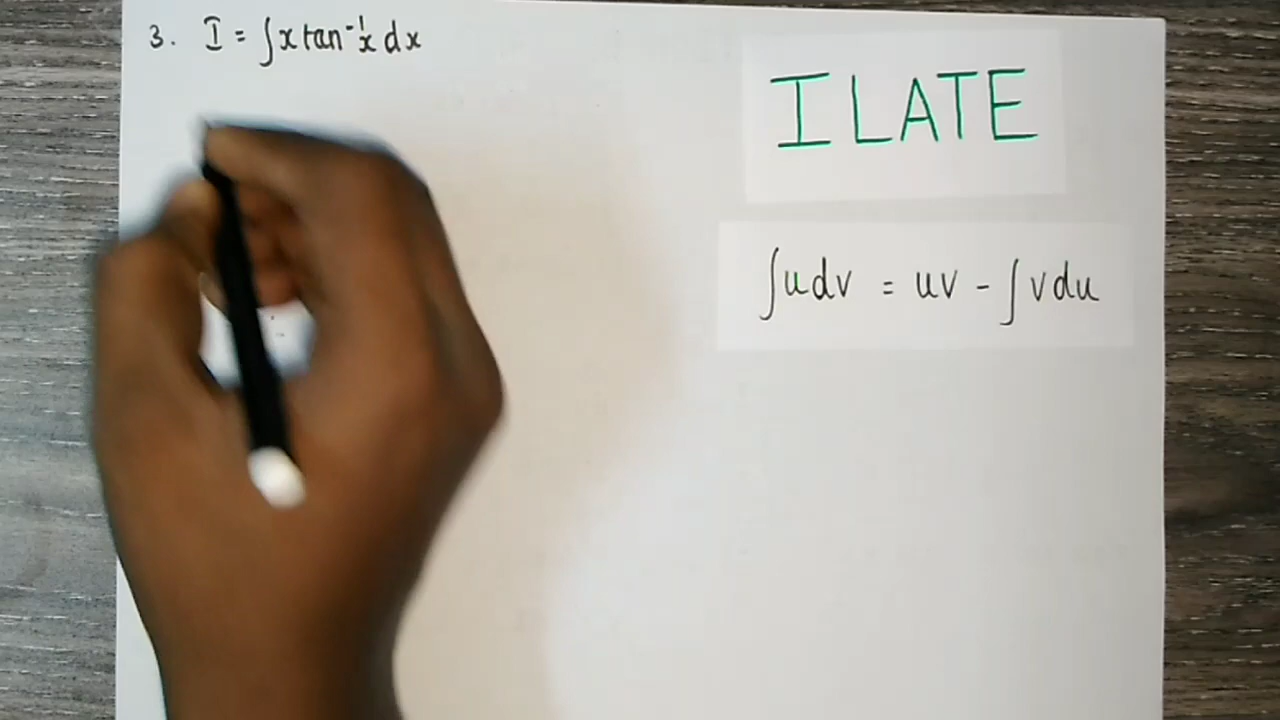 3. I = ∫x tan⁻¹x dx
ILATE
∫udv = uv - ∫vdu